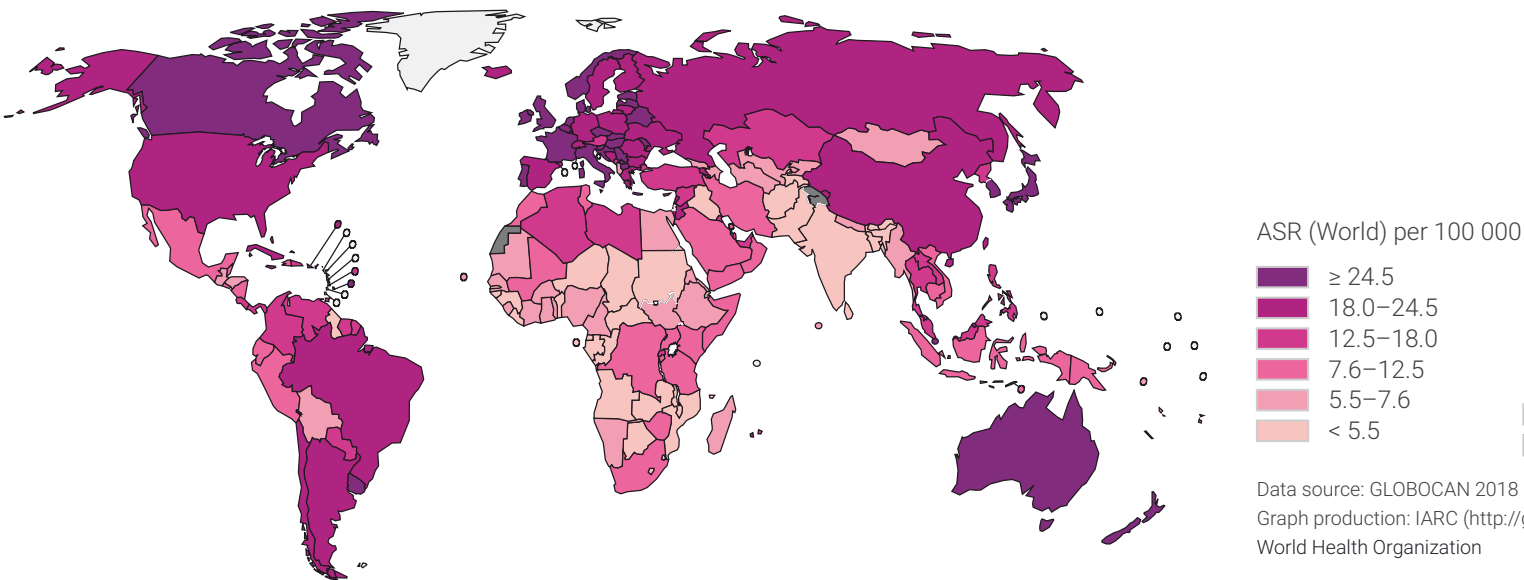 ASR (World) per 100 000
≥ 24.5
18.0–24.5
12.5–18.0
7.6–12.5
5.5–7.6
< 5.5
Data source: GLOBOCAN 2018
Graph production: IARC (http://g
World Health Organization